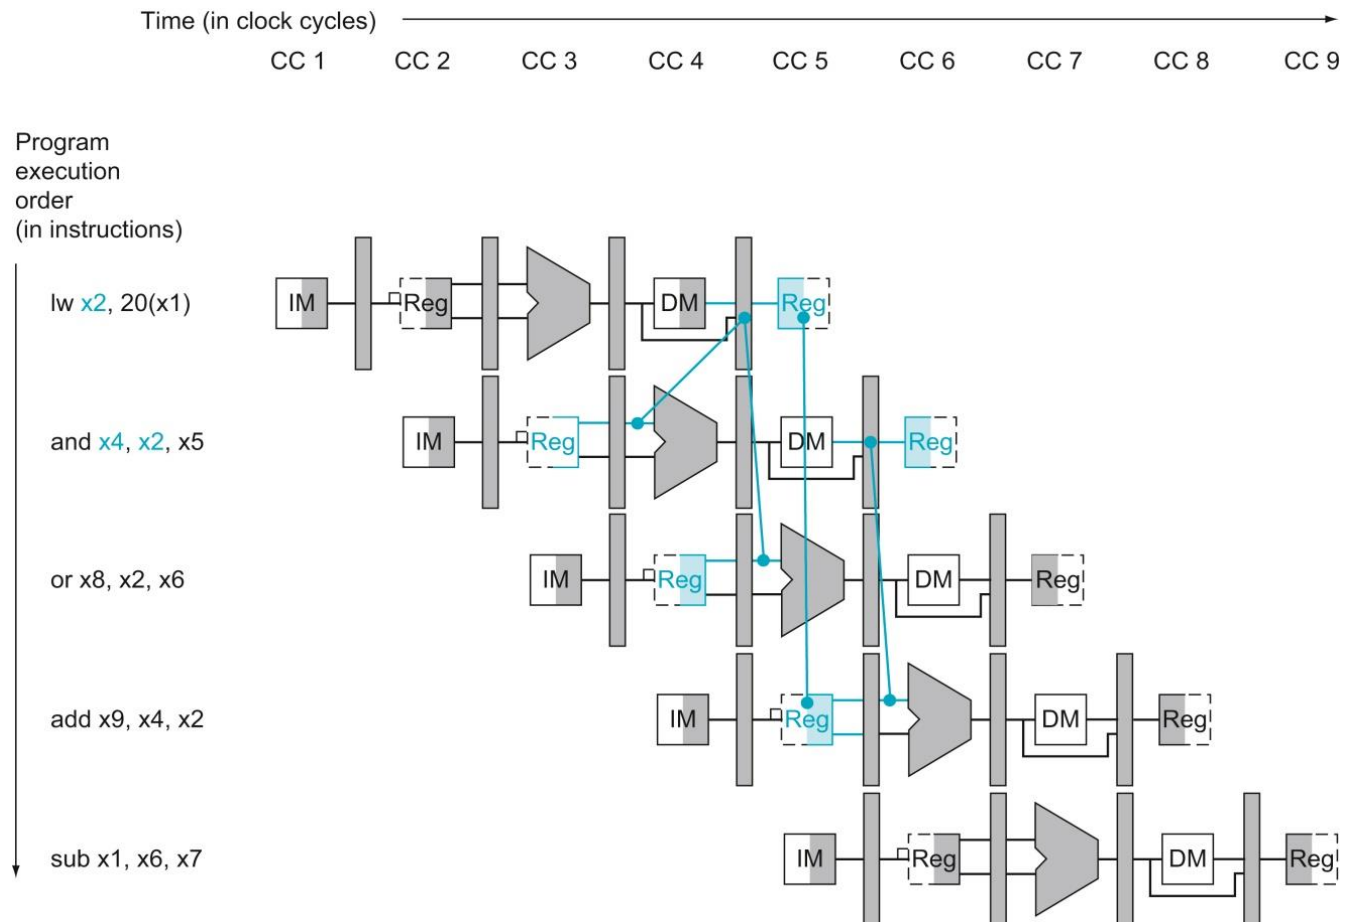 Time (in clock cycles)
CC 1 CC 2 CC 3 CC 4 CC 5 CC 6 CC 7 CC 8 CC 9
Program
execution
order
(in instructions)
lw x2, 20(x1) IM Reg DM Reg
and x4, x2, x5 IM Reg DM Reg
or x8, x2, x6 IM Reg DM Reg
add x9, x4, x2 IM Reg DM Reg
sub x1, x6, x7 IM Reg DM Reg